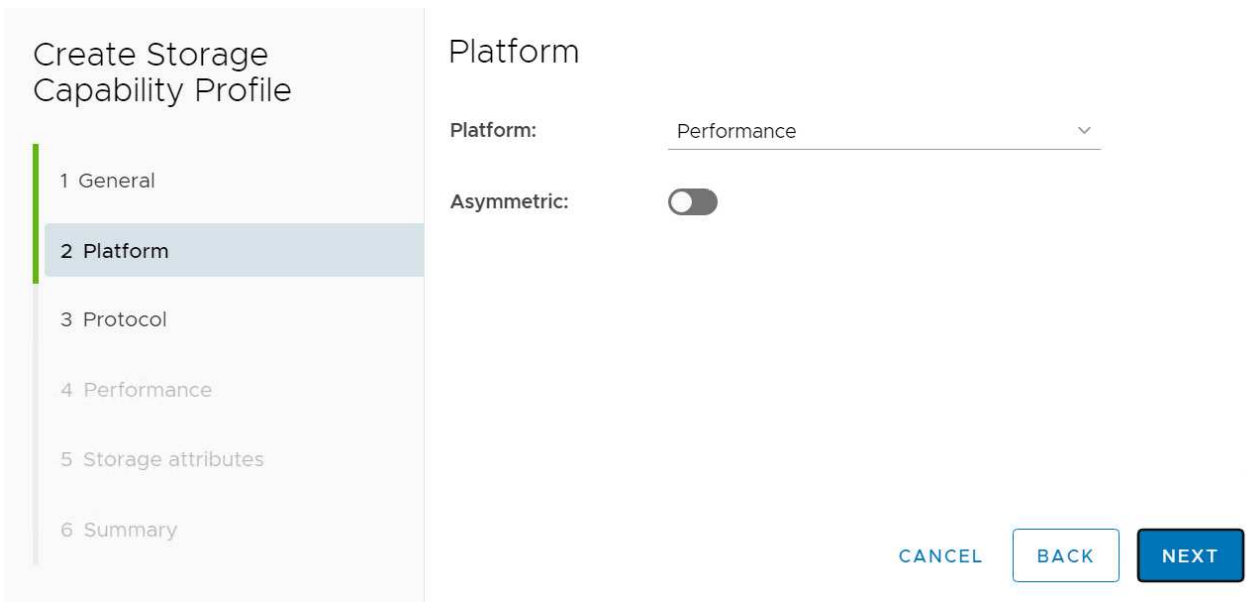 Create Storage
Capability Profile
1 General
2 Platform
3 Protocol
4 Performance
5 Storage attributes
6 Summary
Platform
Platform: Performance
Asymmetric:
CANCEL BACK NEXT